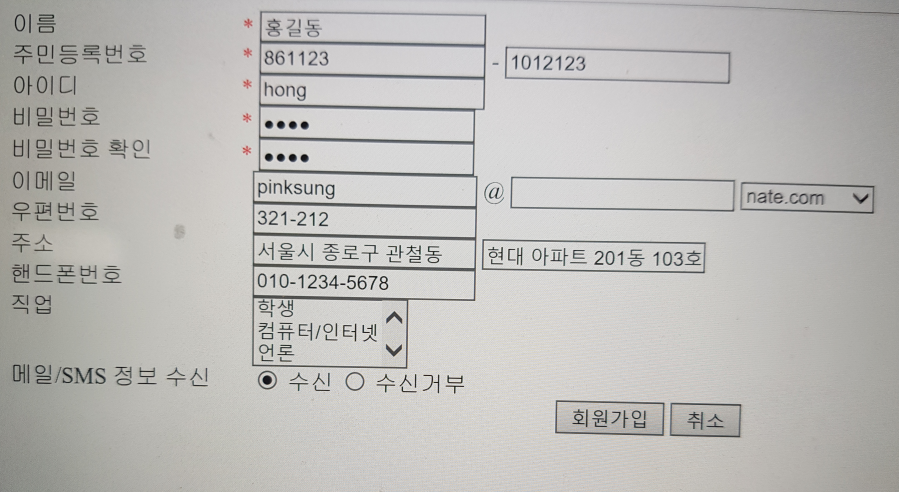 이름 * 홍길동
주민등록번호 * 861123 - 1012123
아이디 * hong
비밀번호 * ●●●●
비밀번호 확인 * ●●●●
이메일 pinksung @ nate.com
우편번호 321-212
주소 서울시 종로구 관철동 현대 아파트 201동 103호
핸드폰번호 010-1234-5678
직업 학생
컴퓨터/인터넷
언론
메일/SMS 정보 수신 수신 수신거부
회원가입 취소